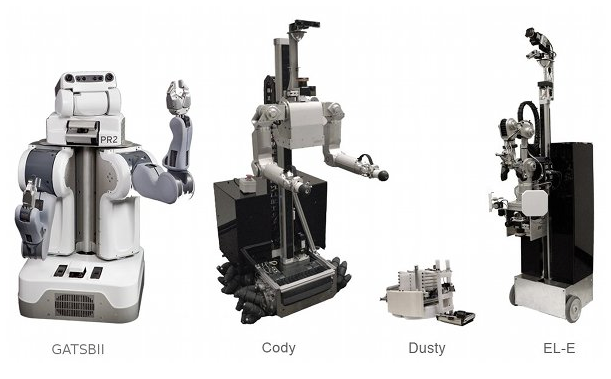 PR2
GATSBII
Cody
Dusty
EL-E